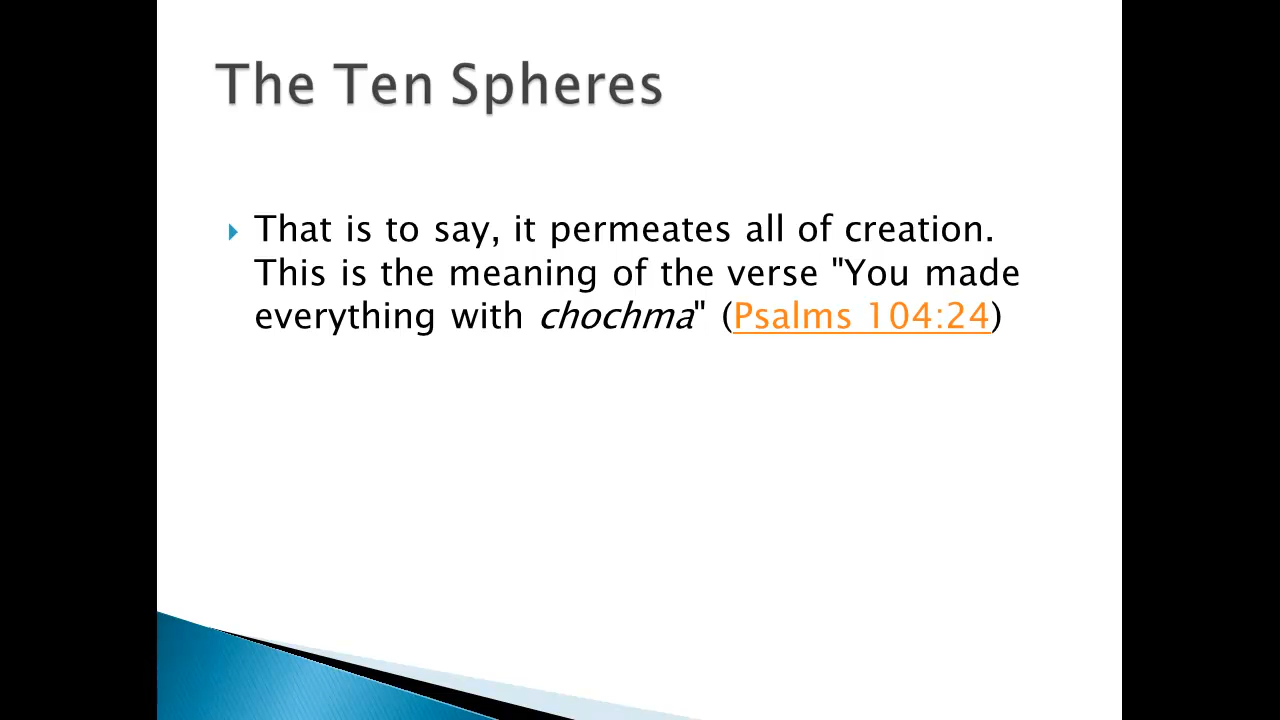 The Ten Spheres
That is to say, it permeates all of creation.
This is the meaning of the verse "You made
everything with chochma" (Psalms 104:24)